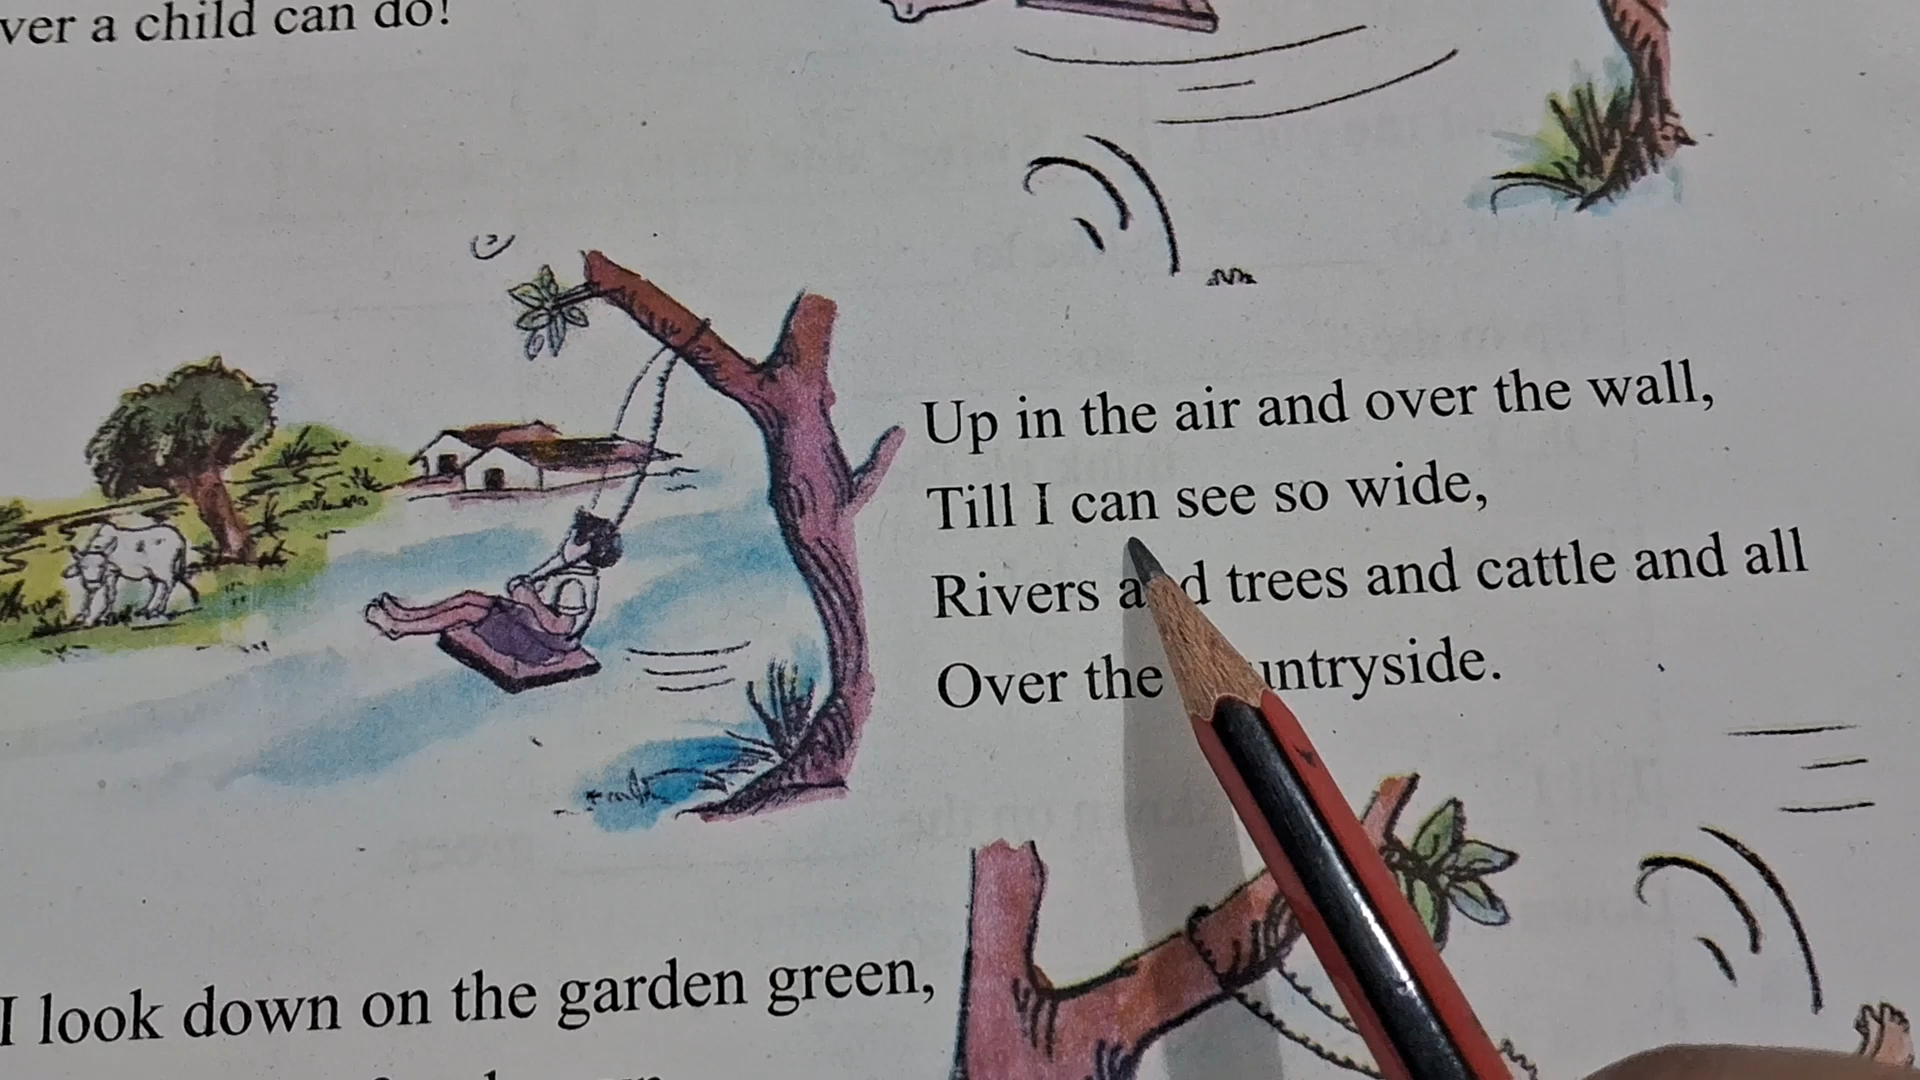 ver a child can do!
Up in the air and over the wall,
Till I can see so wide,
Rivers a d trees and cattle and all
Over the untryside.
I look down on the garden green,